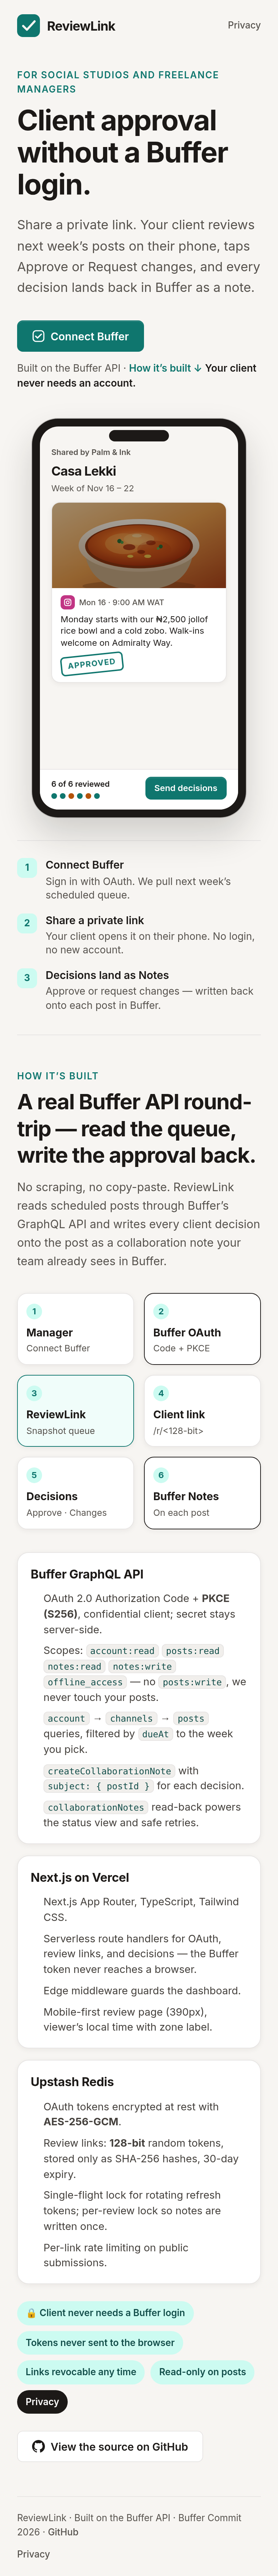 ReviewLink
Privacy
FOR SOCIAL STUDIOS AND FREELANCE
MANAGERS
Client approval
without a Buffer
login.
Share a private link. Your client reviews
next week's posts on their phone, taps
Approve or Request changes, and every
decision lands back in Buffer as a note.
Connect Buffer
Built on the Buffer API · How it's built ↓ Your client
never needs an account.
Shared by Palm & Ink
Casa Lekki
Week of Nov 16 – 22
Mon 16 · 9:00 AM WAT
Monday starts with our ₦2,500 jollof
rice bowl and a cold zobo. Walk-ins
welcome on Admiralty Way.
APPROVED
6 of 6 reviewed
Send decisions
1
Connect Buffer
Sign in with OAuth. We pull next week's
scheduled queue.
2
Share a private link
Your client opens it on their phone. No login,
no new account.
3
Decisions land as Notes
Approve or request changes — written back
onto each post in Buffer.
HOW IT'S BUILT
A real Buffer API round-
trip — read the queue,
write the approval back.
No scraping, no copy-paste. ReviewLink
reads scheduled posts through Buffer's
GraphQL API and writes every client decision
onto the post as a collaboration note your
team already sees in Buffer.
1
Manager
Connect Buffer
2
Buffer OAuth
Code + PKCE
3
ReviewLink
Snapshot queue
4
Client link
/r/<128-bit>
5
Decisions
Approve · Changes
6
Buffer Notes
On each post
Buffer GraphQL API
OAuth 2.0 Authorization Code + PKCE
(S256), confidential client; secret stays
server-side.
Scopes: account:read posts:read
notes:read notes:write
offline_access — no posts:write, we
never touch your posts.
account → channels → posts
queries, filtered by dueAt to the week
you pick.
createCollaborationNote with
subject: { postId } for each decision.
collaborationNotes read-back powers
the status view and safe retries.
Next.js on Vercel
Next.js App Router, TypeScript, Tailwind
CSS.
Serverless route handlers for OAuth,
review links, and decisions — the Buffer
token never reaches a browser.
Edge middleware guards the dashboard.
Mobile-first review page (390px),
viewer's local time with zone label.
Upstash Redis
OAuth tokens encrypted at rest with
AES-256-GCM.
Review links: 128-bit random tokens,
stored only as SHA-256 hashes, 30-day
expiry.
Single-flight lock for rotating refresh
tokens; per-review lock so notes are
written once.
Per-link rate limiting on public
submissions.
🔒 Client never needs a Buffer login
Tokens never sent to the browser
Links revocable any time
Read-only on posts
Privacy
View the source on GitHub
ReviewLink · Built on the Buffer API · Buffer Commit
2026 · GitHub
Privacy